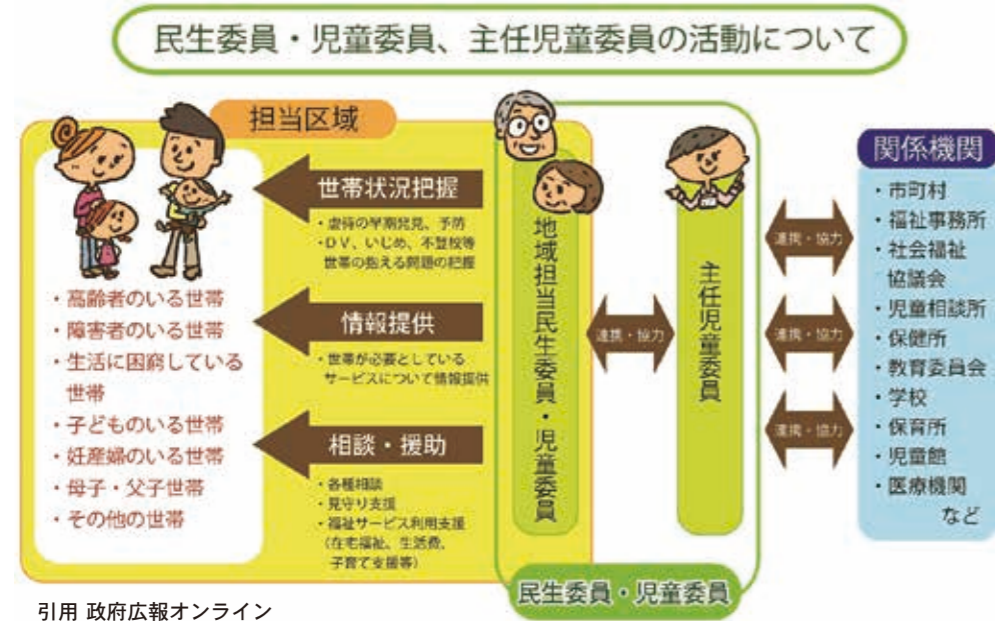 民生委員・児童委員、主任児童委員の活動について
担当区域
・高齢者のいる世帯
・障害者のいる世帯
・生活に困窮している
世帯
・子どものいる世帯
・妊産婦のいる世帯
・母子・父子世帯
・その他の世帯
世帯状況把握
・虐待の早期発見、予防
・DV、いじめ、不登校等
世帯の抱える問題の把握
情報提供
・世帯が必要としている
サービスについて情報提供
相談・援助
・各種相談
・見守り支援
・福祉サービス利用支援
(在宅福祉、生活費、
子育て支援等)
地域担当民生委員・児童委員
連携・協力
主任児童委員
連携・協力
連携・協力
連携・協力
関係機関
・市町村
・福祉事務所
・社会福祉
協議会
・児童相談所
・保健所
・教育委員会
・学校
・保育所
・児童館
・医療機関
など
民生委員・児童委員
引用 政府広報オンライン